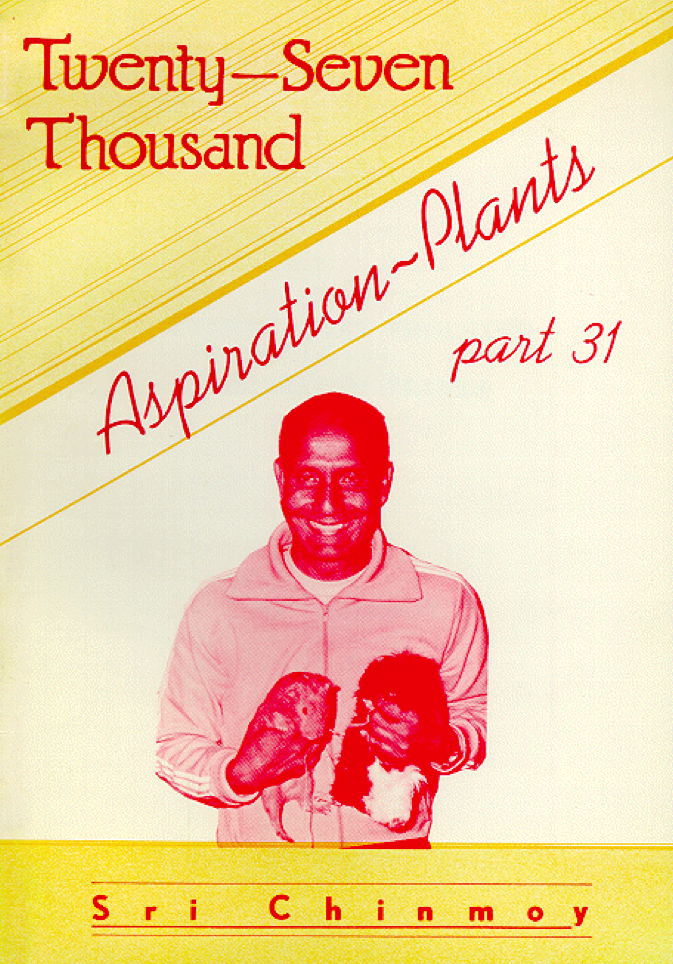 Twenty—Seven
Thousand
Aspiration~Plants
part 31
Sri Chinmoy